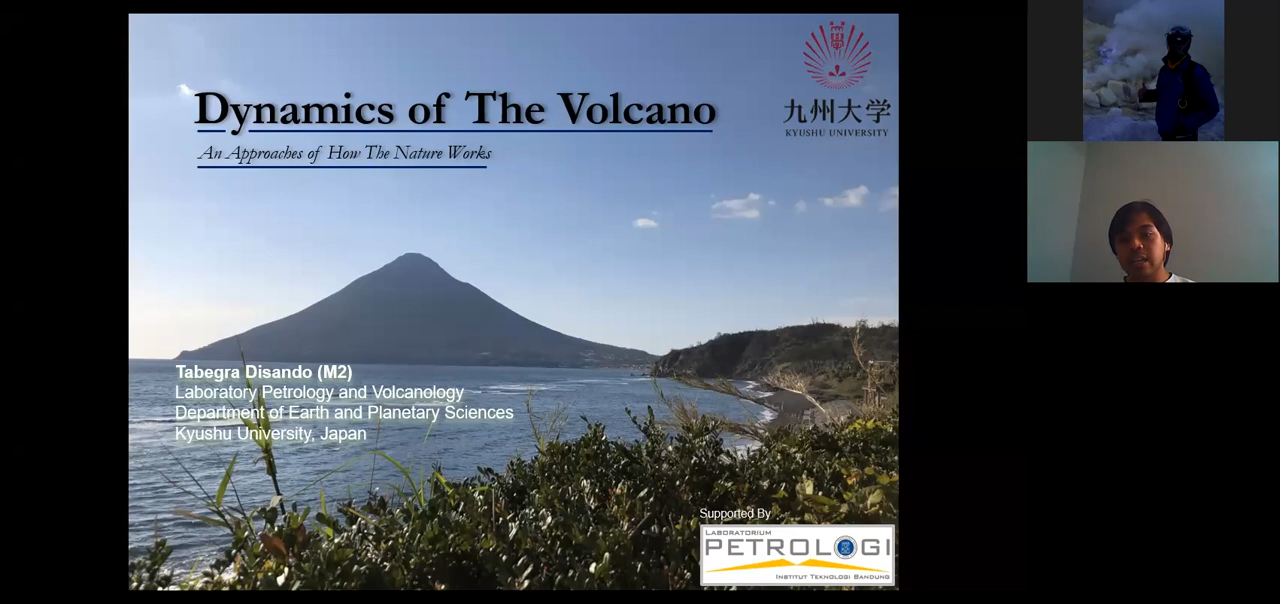 Dynamics of The Volcano
An Approaches of How The Nature Works
九州大学
KYUSHU UNIVERSITY
Tabegra Disando (M2)
Laboratory Petrology and Volcanology
Department of Earth and Planetary Sciences
Kyushu University, Japan
Supported By
LABORATORIUM
PETROLOGI
INSTITUT TEKNOLOGI BANDUNG